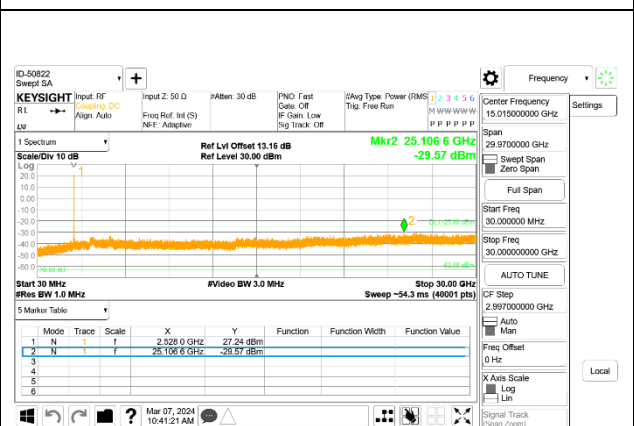 ID-50822
Swept SA
Frequency
KEYSIGHT
Input: RF
Coupling: DC
Align: Auto
Input Z: 50 Ω
Freq Ref: Int (S)
NFE: Adaptive
#Atten: 30 dB
PNO: Fast
Gate: Off
IF Gain: Low
Sig Track: Off
#Avg Type: Power (RMS
Trig: Free Run
1 2 3 4 5 6
M W W W W W
P P P P P P
RL
Center Frequency
15.015000000 GHz
Settings
Span
29.9700000 GHz
Swept Span
Zero Span
Full Span
Start Freq
30.000000 MHz
Stop Freq
30.000000000 GHz
AUTO TUNE
CF Step
2.997000000 GHz
Auto
Man
Freq Offset
0 Hz
X Axis Scale
Log
Lin
Local
Signal Track
(Span Zoom)
1 Spectrum
Scale/Div 10 dB
Log
Ref Lvl Offset 13.15 dB
Ref Level 30.00 dBm
Mkr2 25.106 6 GHz
-29.57 dBm
20.0
10.0
0.00
-10.0
-20.0
-30.0
-40.0
-50.0
-60.0
1
2
Start 30 MHz
#Res BW 1.0 MHz
#Video BW 3.0 MHz
Stop 30.00 GHz
Sweep ~54.3 ms (40001 pts)
5 Marker Table
Mode Trace Scale X Y Function Function Width Function Value
1 N 1 f 2.528 0 GHz 27.24 dBm
2 N 1 f 25.106 6 GHz -29.57 dBm
3
4
5
6
?
Mar 07, 2024
10:41:21 AM